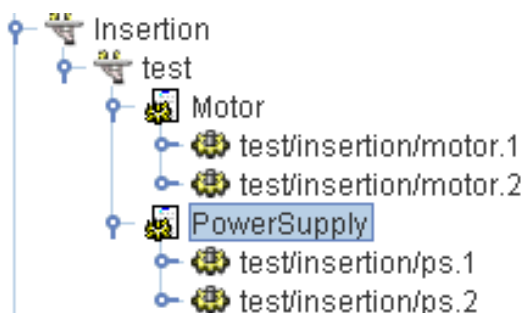 Insertion
test
Motor
test/insertion/motor.1
test/insertion/motor.2
PowerSupply
test/insertion/ps.1
test/insertion/ps.2